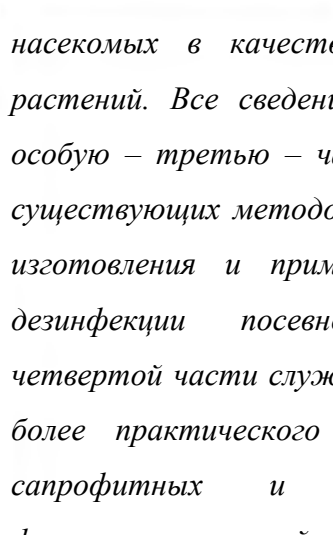 насекомых в качеств
растений. Все сведен
особую – третью – ч
существующих методо
изготовления и прим
дезинфекции посевн
четвертой части служ
более практического
сапрофитных и